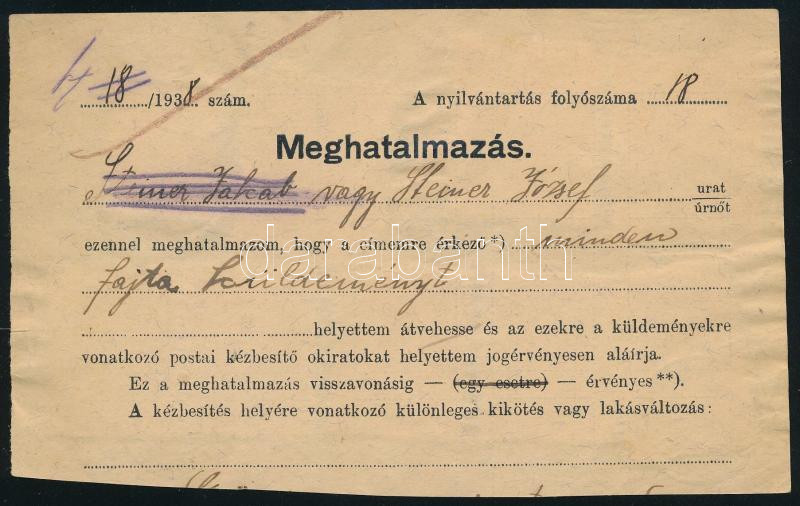 18/1938 szám. A nyilvántartás folyószáma 18
Meghatalmazás.
Steiner Jakab vagy Steiner József urat
úrnőt
ezennel meghatalmazom, hogy a címemre érkező*) minden
fajta küldeményt
helyettem átvehesse és az ezekre a küldeményekre
vonatkozó postai kézbesítő okiratokat helyettem jogérvényesen aláírja.
Ez a meghatalmazás visszavonásig — (egy esetre) — érvényes**).
A kézbesítés helyére vonatkozó különleges kikötés vagy lakásváltozás:
darabanth